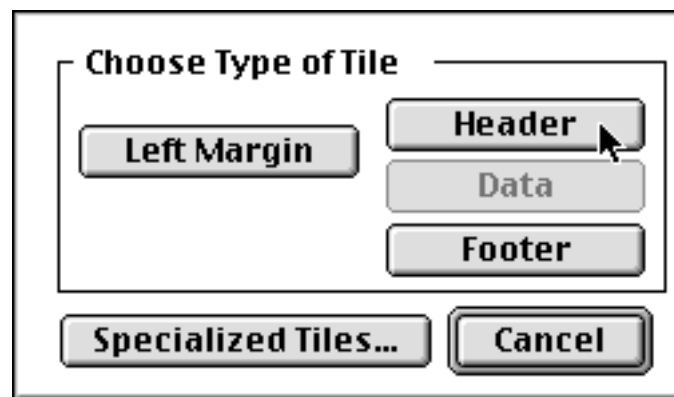 Choose Type of Tile
Left Margin
Header
Data
Footer
Specialized Tiles...
Cancel